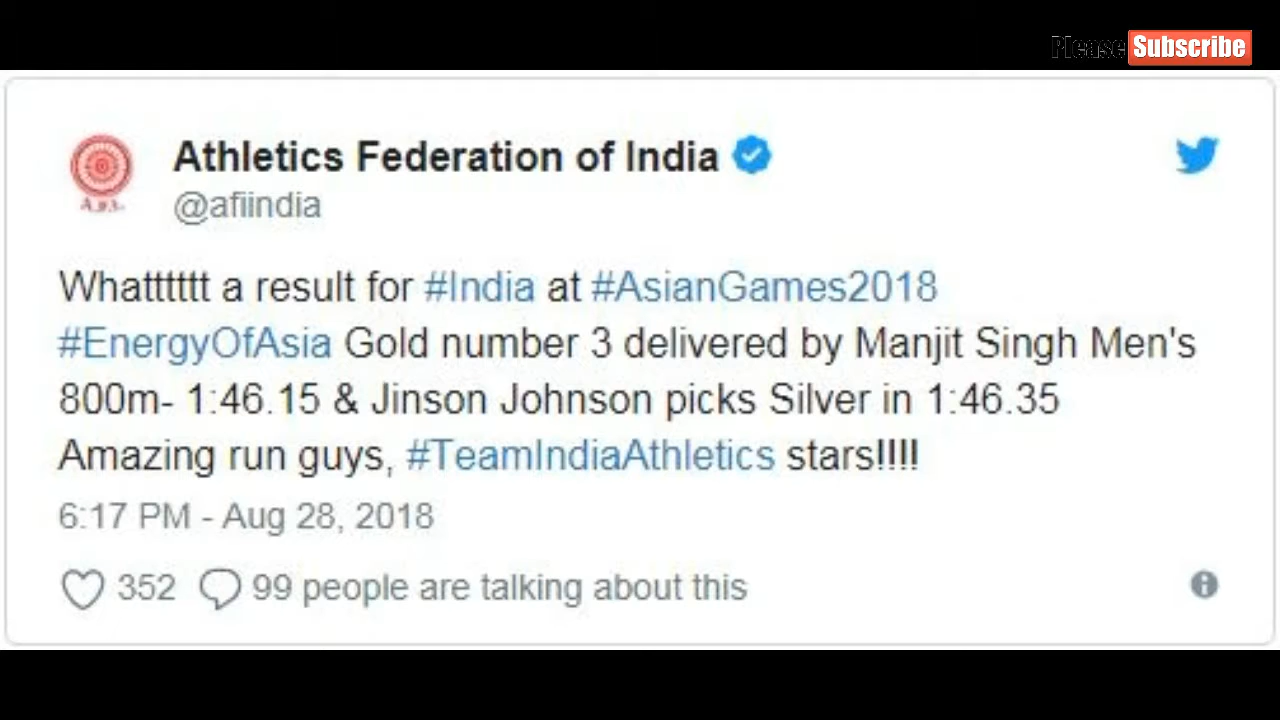 Please Subscribe
Athletics Federation of India
@afiindia
A.F.I.
Whatttttt a result for #India at #AsianGames2018
#EnergyOfAsia Gold number 3 delivered by Manjit Singh Men's
800m- 1:46.15 & Jinson Johnson picks Silver in 1:46.35
Amazing run guys, #TeamIndiaAthletics stars!!!!
6:17 PM - Aug 28, 2018
352 99 people are talking about this